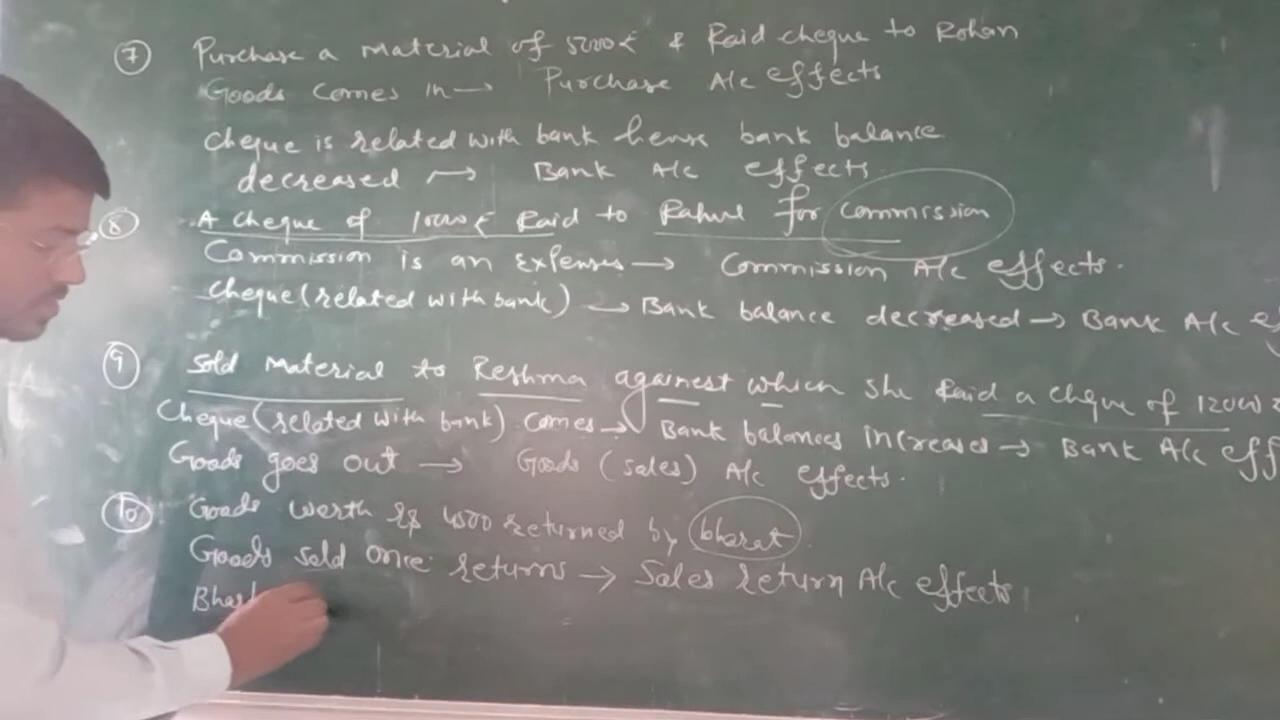 7 Purchase a material of 5000₹ & Paid cheque to Rohan
Goods Comes in → Purchase A/c effects
Cheque is related with bank hense bank balance
decreased → Bank A/c effects.
8 A Cheque of 1000₹ Paid to Rahul for Commission
Commission is an Expenses → Commission A/c effects.
Cheque (related with bank) → Bank balance decreased → Bank A/c
9 Sold Material to Reshma against which she Paid a cheque of 1200
Cheque (related with bank) Comes → Bank balances increases → Bank A/c eff
Goods goes out → Goods (sales) A/c effects.
10 Goods worth Rs 4500 returned by bharat.
Goods sold once returns → Sales return A/c effects